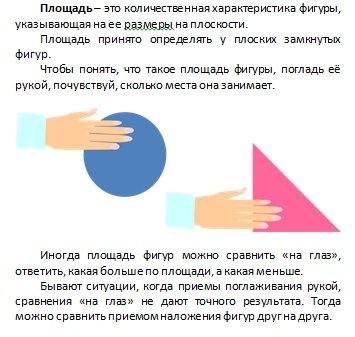 Площадь – это количественная характеристика фигуры,
указывающая на ее размеры на плоскости.
Площадь принято определять у плоских замкнутых
фигур.
Чтобы понять, что такое площадь фигуры, погладь её
рукой, почувствуй, сколько места она занимает.
Иногда площадь фигур можно сравнить «на глаз»,
ответить, какая больше по площади, а какая меньше.
Бывают ситуации, когда приемы поглаживания рукой,
сравнения «на глаз» не дают точного результата. Тогда
можно сравнить приемом наложения фигур друг на друга.